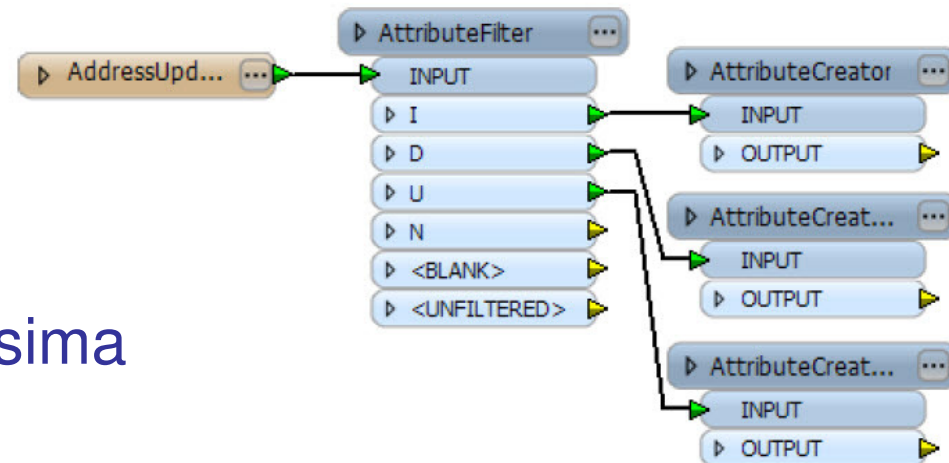 AddressUpd...
AttributeFilter
INPUT
I
D
U
N
<BLANK>
<UNFILTERED>
AttributeCreator
INPUT
OUTPUT
AttributeCreat...
INPUT
OUTPUT
AttributeCreat...
INPUT
OUTPUT
sima